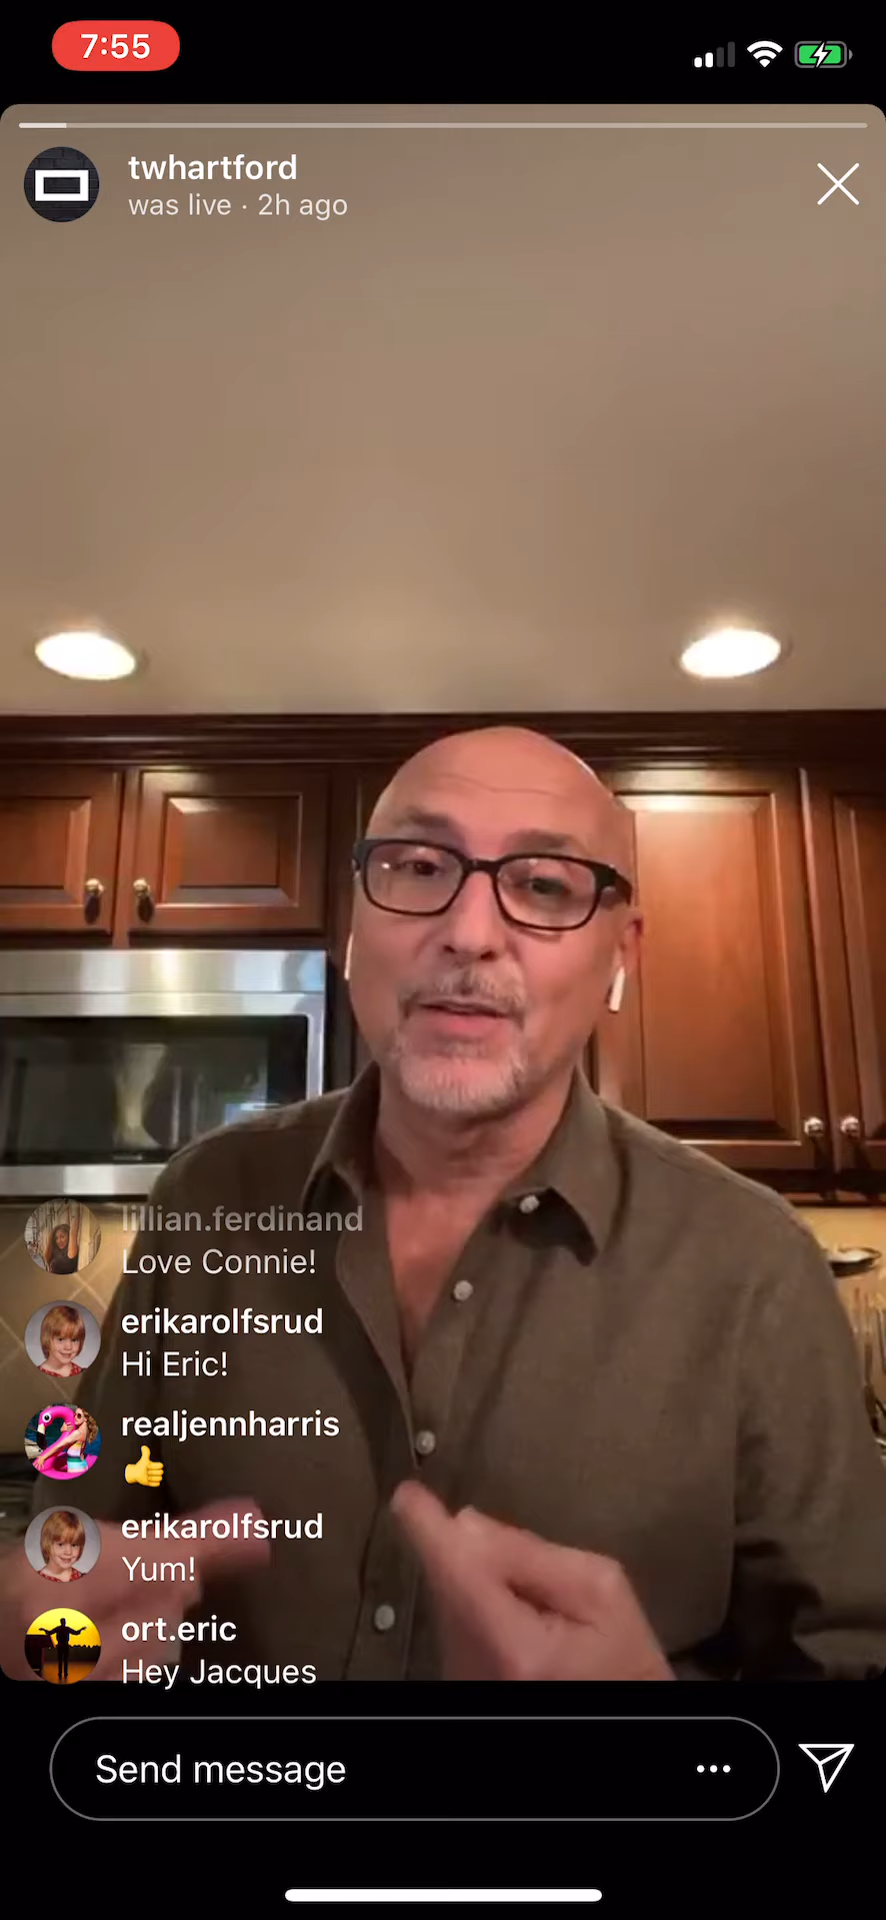 7:55
twhartford
was live · 2h ago
lillian.ferdinand
Love Connie!
erikarolfsrud
Hi Eric!
realjennharris
👍
erikarolfsrud
Yum!
ort.eric
Hey Jacques
Send message